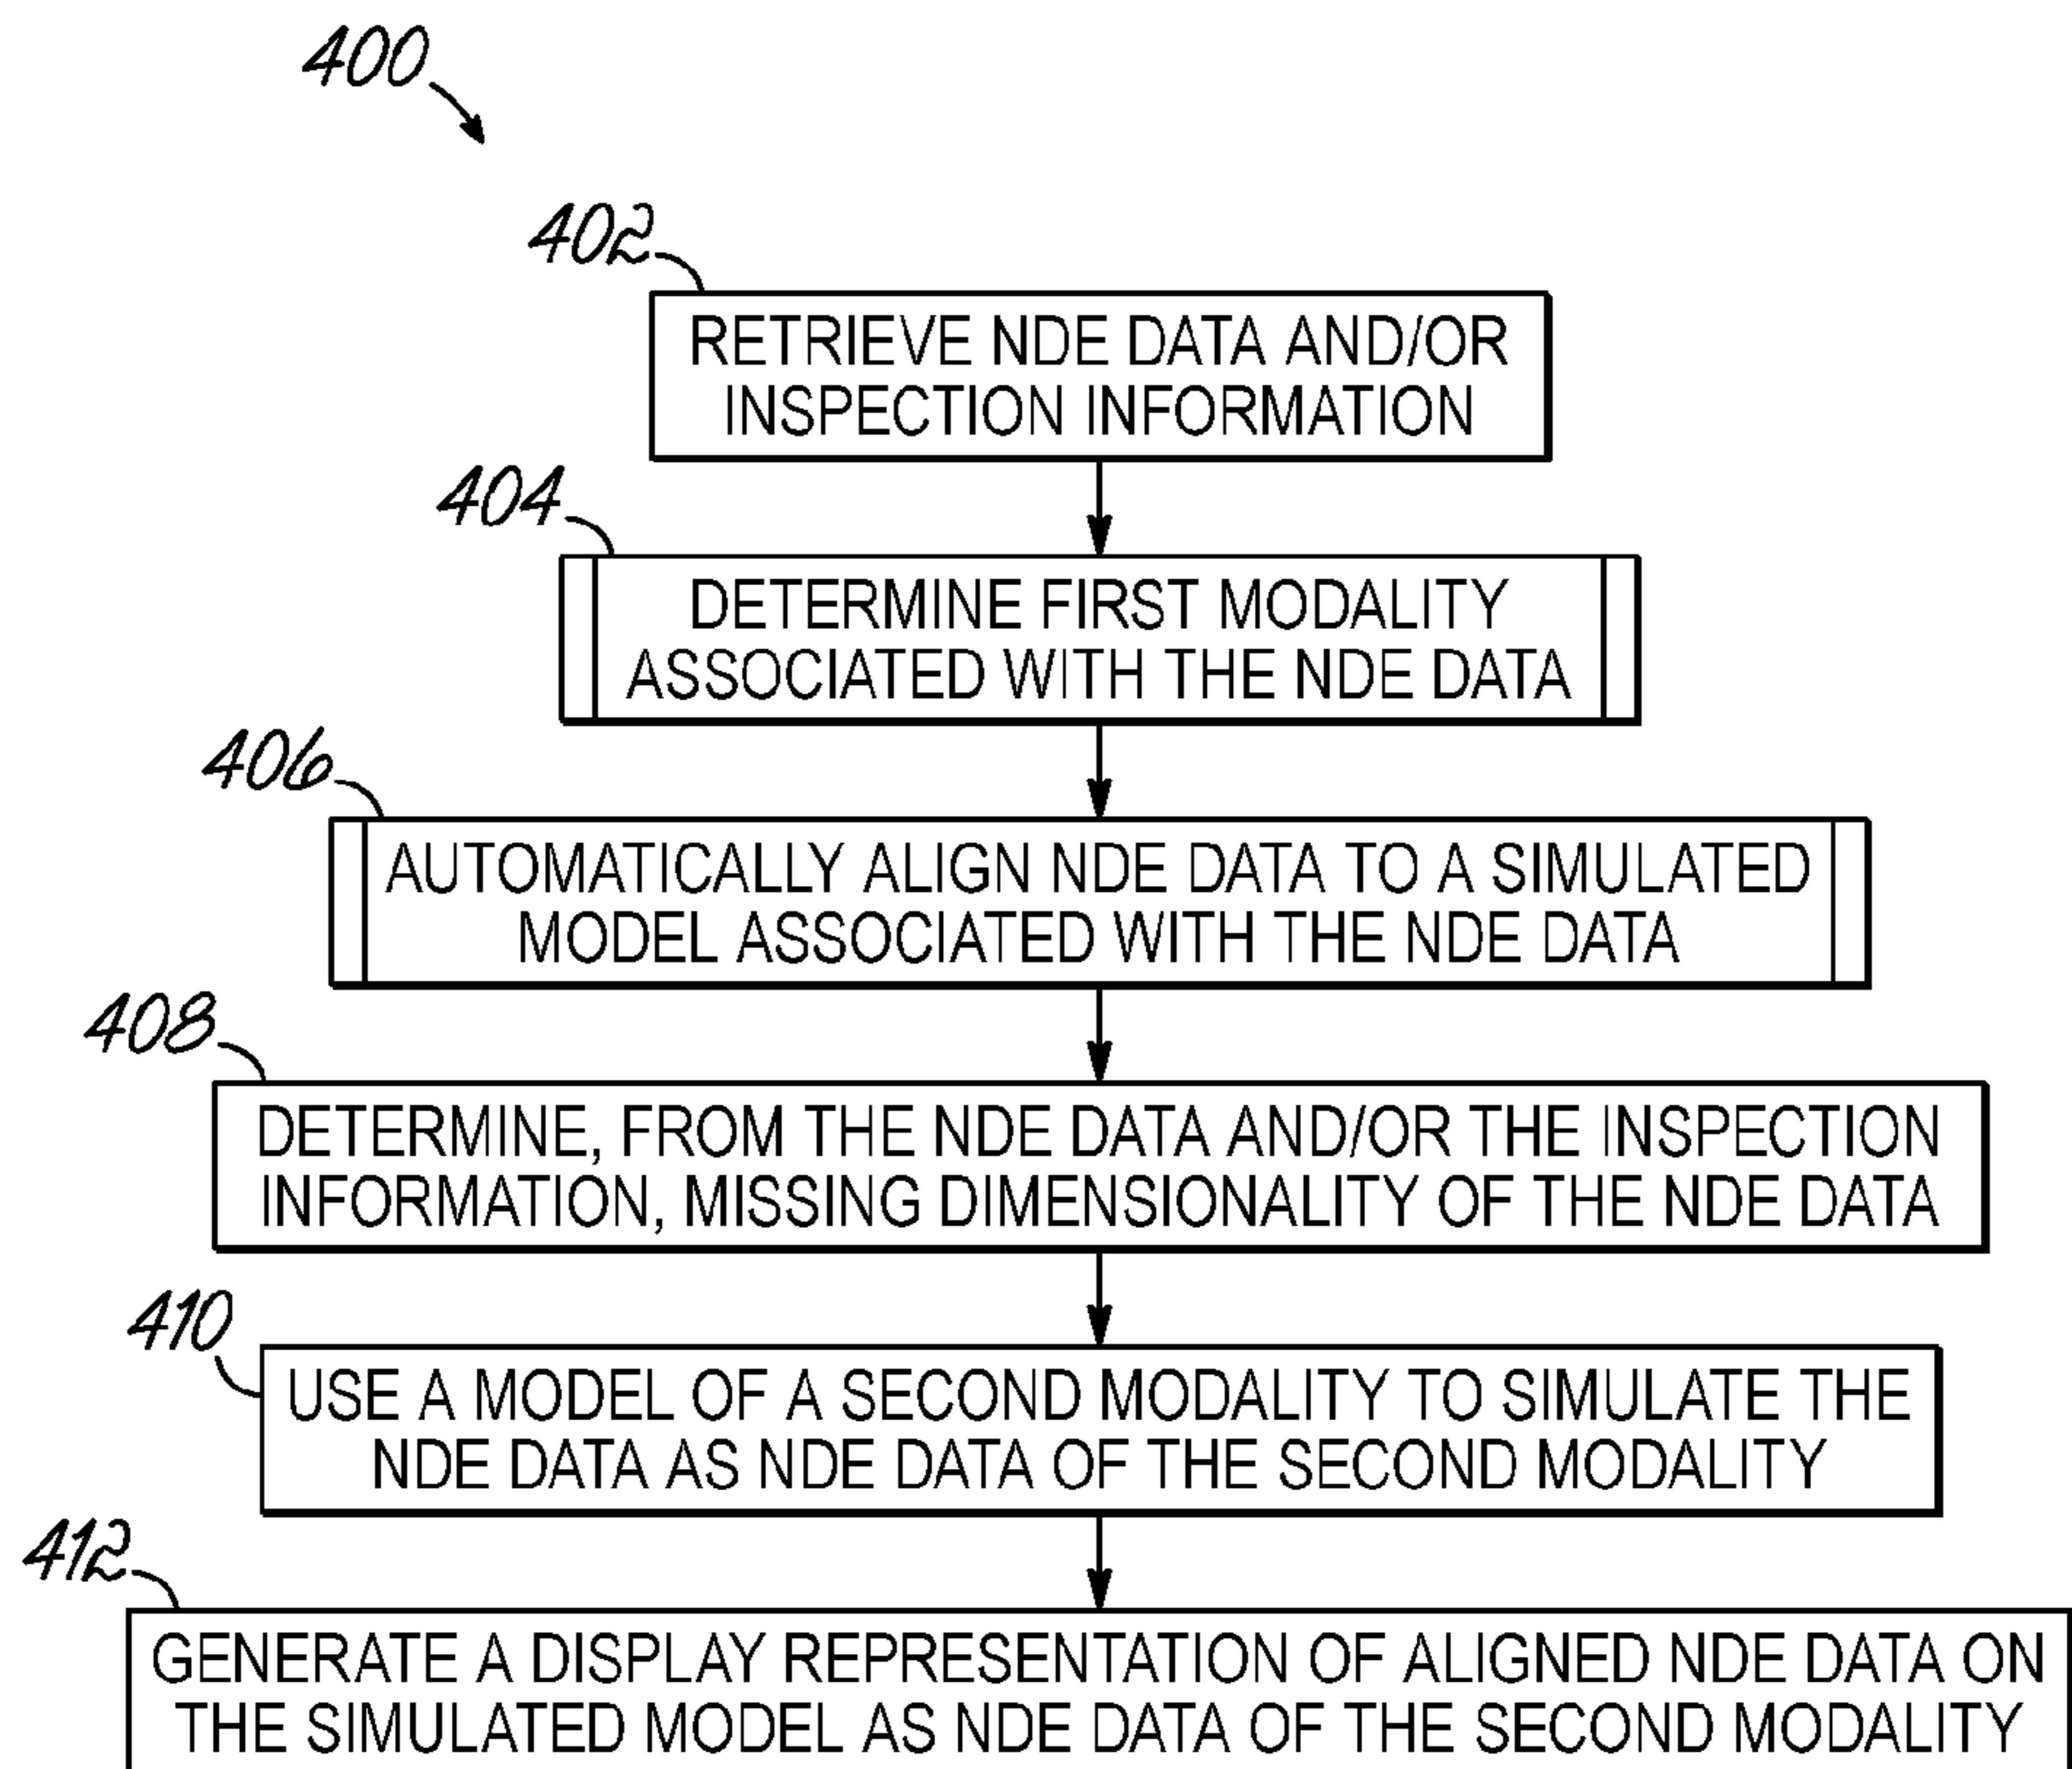 400
402
RETRIEVE NDE DATA AND/OR
INSPECTION INFORMATION
404
DETERMINE FIRST MODALITY
ASSOCIATED WITH THE NDE DATA
406
AUTOMATICALLY ALIGN NDE DATA TO A SIMULATED
MODEL ASSOCIATED WITH THE NDE DATA
408
DETERMINE, FROM THE NDE DATA AND/OR THE INSPECTION
INFORMATION, MISSING DIMENSIONALITY OF THE NDE DATA
410
USE A MODEL OF A SECOND MODALITY TO SIMULATE THE
NDE DATA AS NDE DATA OF THE SECOND MODALITY
412
GENERATE A DISPLAY REPRESENTATION OF ALIGNED NDE DATA ON
THE SIMULATED MODEL AS NDE DATA OF THE SECOND MODALITY